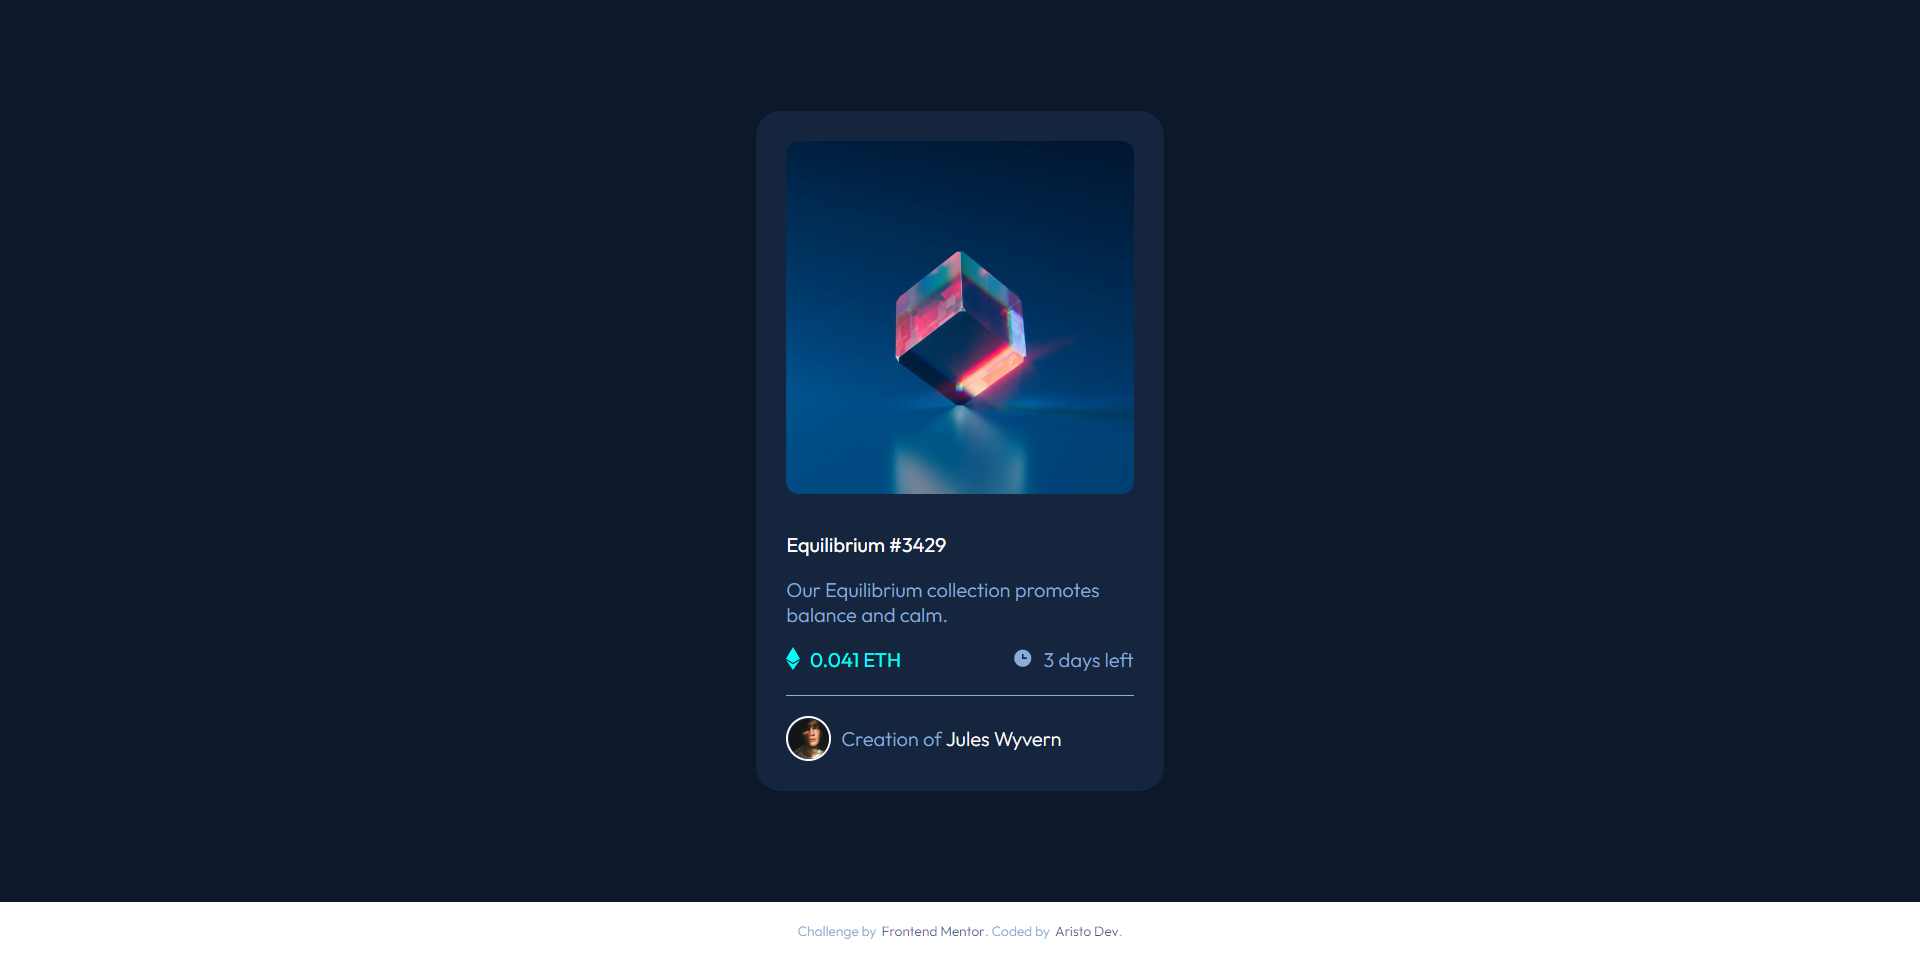 Equilibrium #3429
Our Equilibrium collection promotes
balance and calm.
0.041 ETH
3 days left
Creation of Jules Wyvern
Challenge by Frontend Mentor. Coded by Aristo Dev.